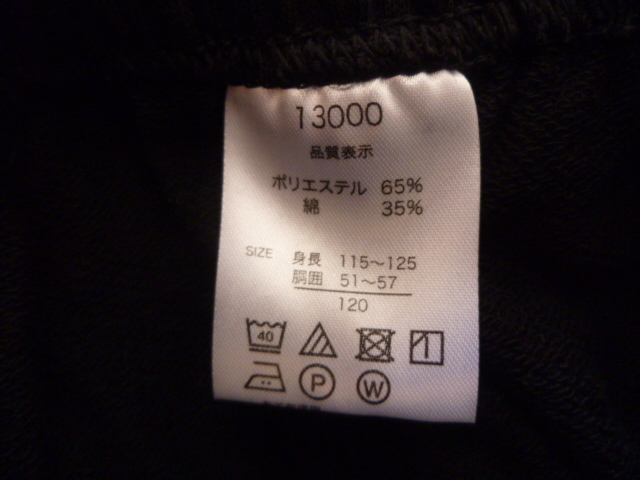 13000
品質表示
ポリエステル 65%
綿 35%
SIZE 身長 115~125
胴囲 51~57
120
40
P W